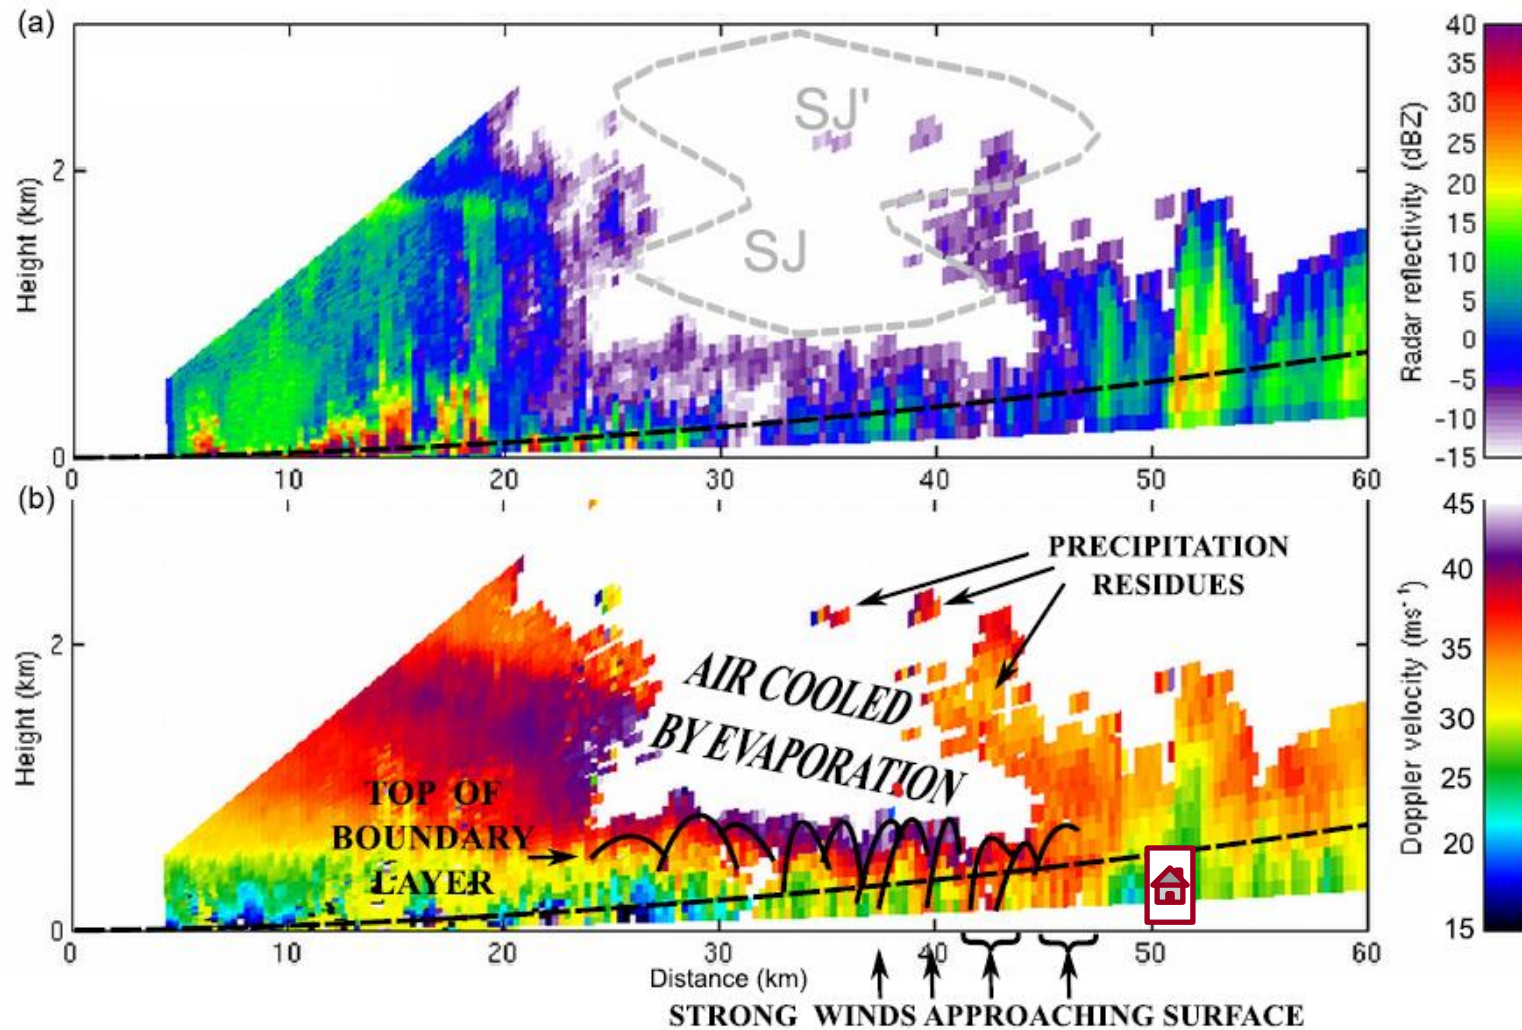 (a)
SJ'
SJ
Height (km)
2
0
0 10 20 30 40 50 60
Radar reflectivity (dBZ)
40
35
30
25
20
15
10
5
0
-5
-10
-15
(b)
PRECIPITATION
RESIDUES
AIR COOLED
BY EVAPORATION
TOP OF
BOUNDARY
LAYER
Height (km)
2
0
0 10 20 30 40 50 60
Distance (km)
STRONG WINDS APPROACHING SURFACE
Doppler velocity (ms⁻¹)
45
40
35
30
25
20
15